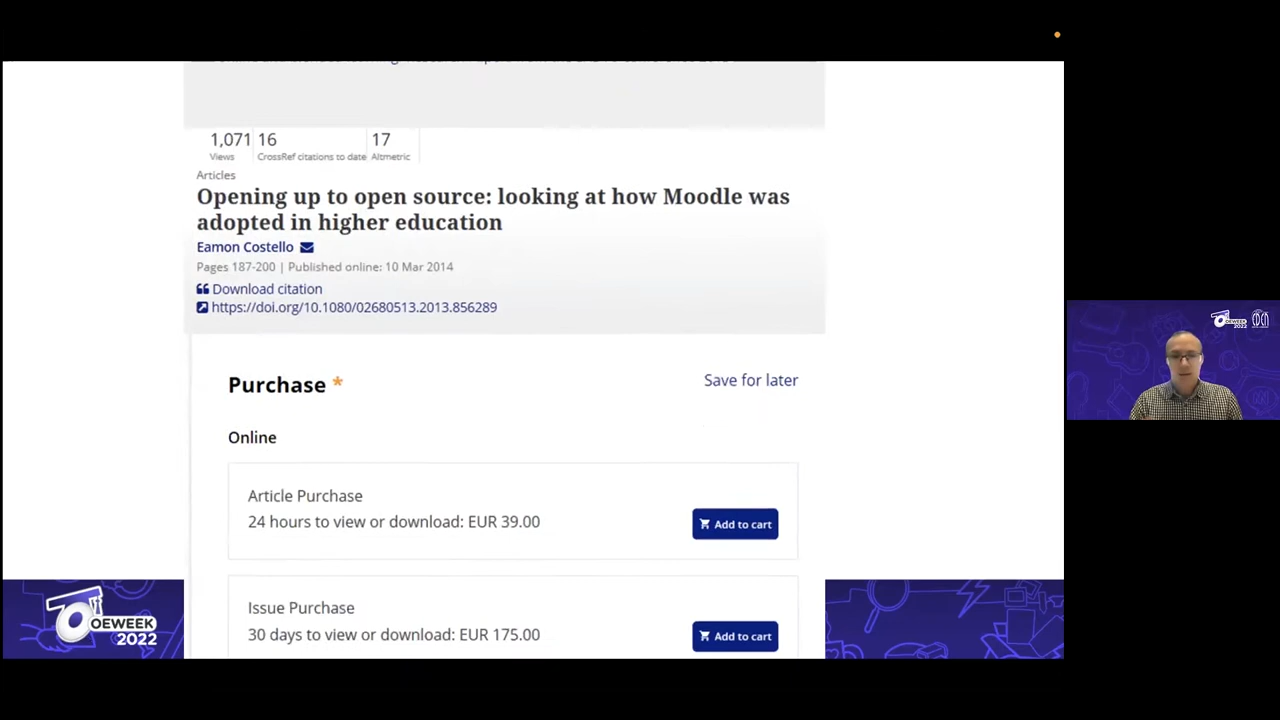 1,071 16 17
Views CrossRef citations to date Altmetric
Articles
Opening up to open source: looking at how Moodle was
adopted in higher education
Eamon Costello
Pages 187-200 | Published online: 10 Mar 2014
Download citation
https://doi.org/10.1080/02680513.2013.856289
Purchase *
Save for later
Online
Article Purchase
24 hours to view or download: EUR 39.00
Add to cart
Issue Purchase
30 days to view or download: EUR 175.00
Add to cart
OEWEEK
2022
OEWEEK
2022
EDEN